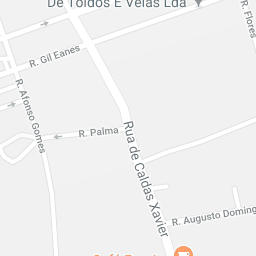 De Toldos E Velas Lda
R. Flores
R. Gil Eanes
R. Afonso Gomes
R. Palma
Rua de Caldas Xavier
R. Augusto Doming